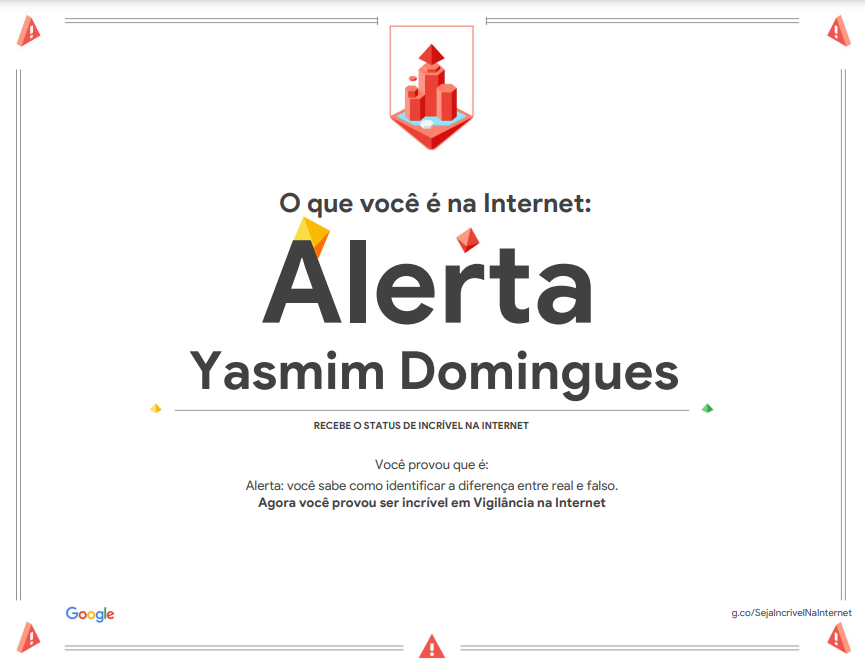 O que você é na Internet:
Alerta
Yasmim Domingues
RECEBE O STATUS DE INCRÍVEL NA INTERNET
Você provou que é:
Alerta: você sabe como identificar a diferença entre real e falso.
Agora você provou ser incrível em Vigilância na Internet
Google
g.co/SejaIncrivelNaInternet